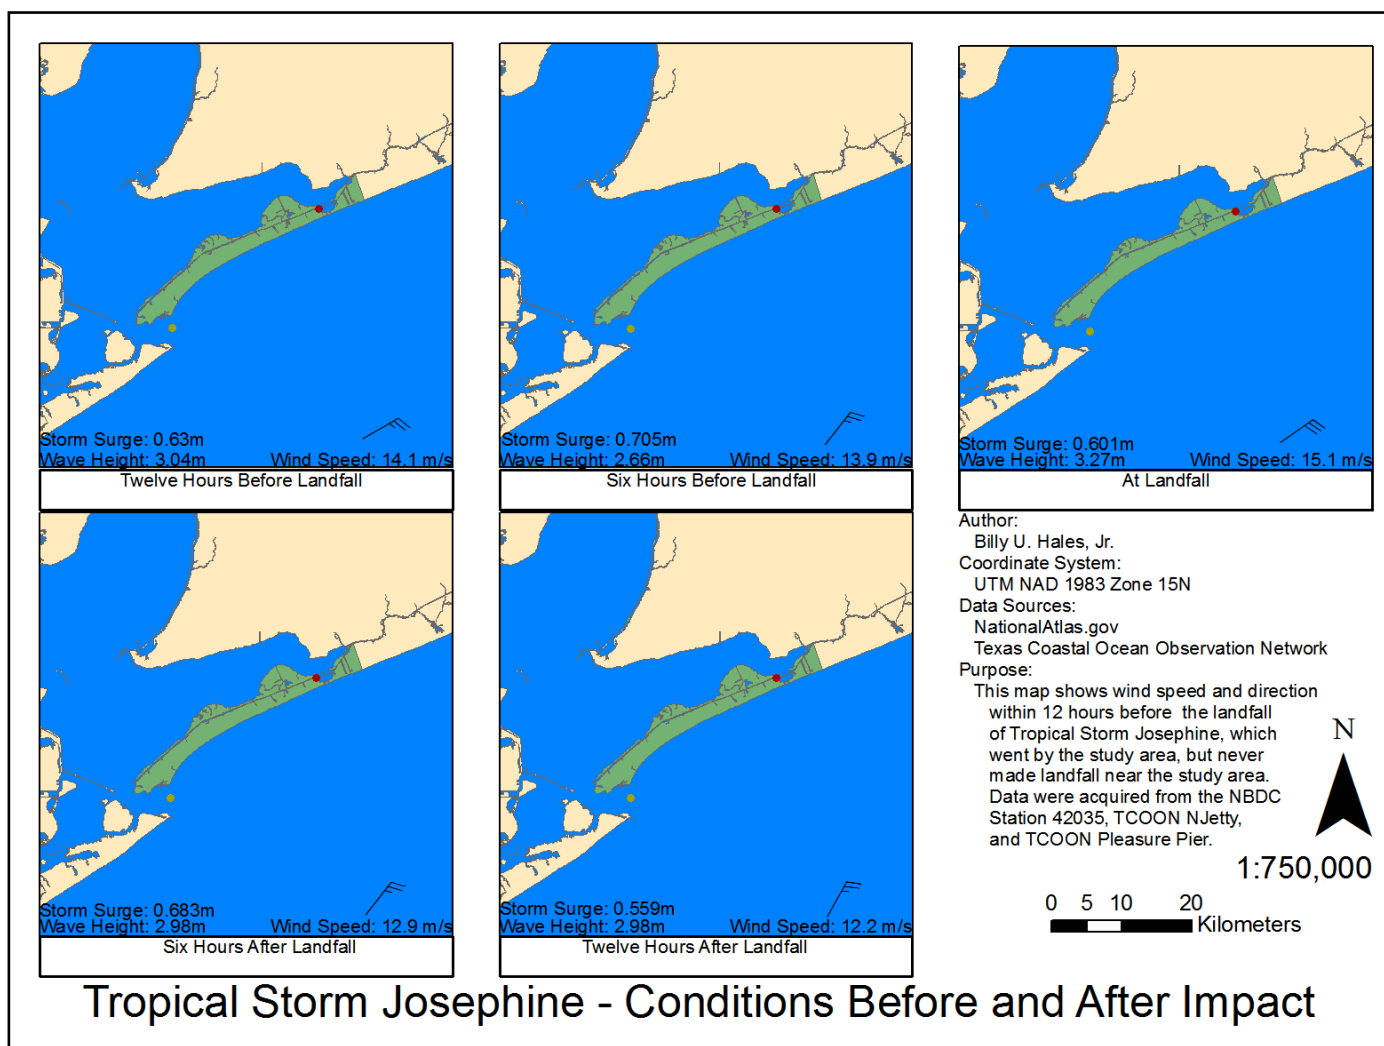 Storm Surge: 0.63m
Wave Height: 3.04m Wind Speed: 14.1 m/s
Twelve Hours Before Landfall
Storm Surge: 0.705m
Wave Height: 2.66m Wind Speed: 13.9 m/s
Six Hours Before Landfall
Storm Surge: 0.601m
Wave Height: 3.27m Wind Speed: 15.1 m/s
At Landfall
Storm Surge: 0.683m
Wave Height: 2.98m Wind Speed: 12.9 m/s
Six Hours After Landfall
Storm Surge: 0.559m
Wave Height: 2.98m Wind Speed: 12.2 m/s
Twelve Hours After Landfall
Author:
Billy U. Hales, Jr.
Coordinate System:
UTM NAD 1983 Zone 15N
Data Sources:
NationalAtlas.gov
Texas Coastal Ocean Observation Network
Purpose:
This map shows wind speed and direction
within 12 hours before the landfall
of Tropical Storm Josephine, which
went by the study area, but never
made landfall near the study area.
Data were acquired from the NBDC
Station 42035, TCOON NJetty,
and TCOON Pleasure Pier.
N
1:750,000
0 5 10 20
Kilometers
Tropical Storm Josephine - Conditions Before and After Impact